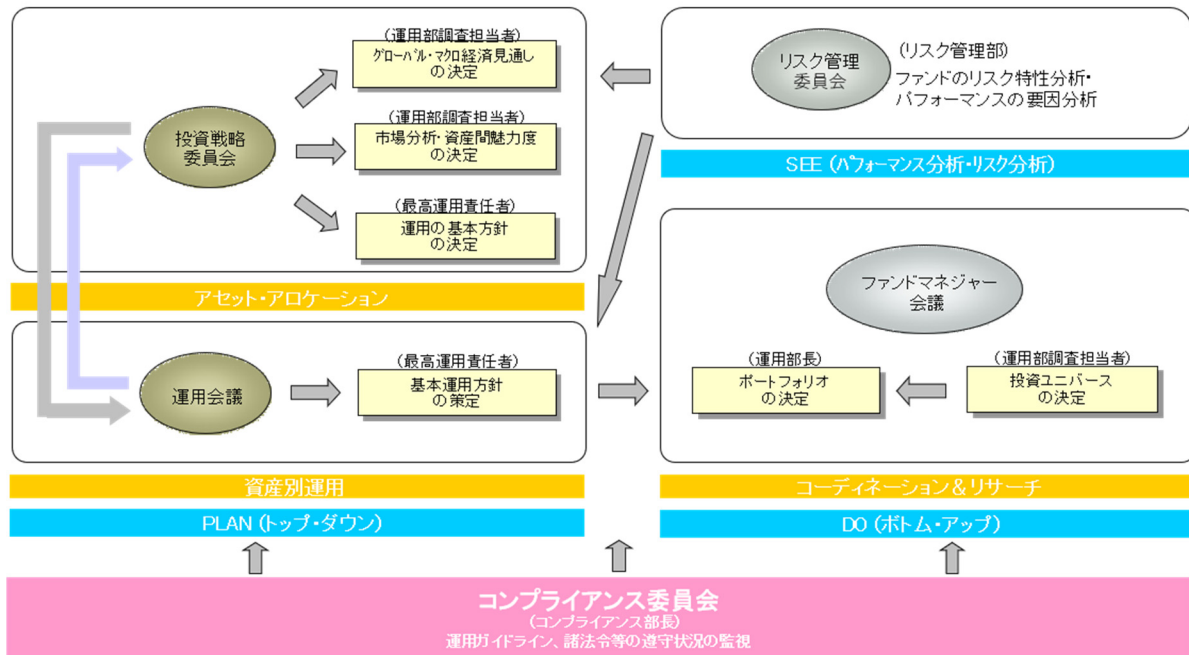 (運用部調査担当者)
グローバル・マクロ経済見通し
の決定
(運用部調査担当者)
市場分析・資産間魅力度
の決定
(最高運用責任者)
運用の基本方針
の決定
投資戦略
委員会
アセット・アロケーション
運用会議
(最高運用責任者)
基本運用方針
の策定
資産別運用
PLAN (トップ・ダウン)
リスク管理
委員会
(リスク管理部)
ファンドのリスク特性分析・
パフォーマンスの要因分析
SEE (パフォーマンス分析・リスク分析)
ファンドマネジャー
会議
(運用部長)
ポートフォリオ
の決定
(運用部調査担当者)
投資ユニバース
の決定
コーディネーション&リサーチ
DO (ボトム・アップ)
コンプライアンス委員会
(コンプライアンス部長)
運用ガイドライン、諸法令等の遵守状況の監視